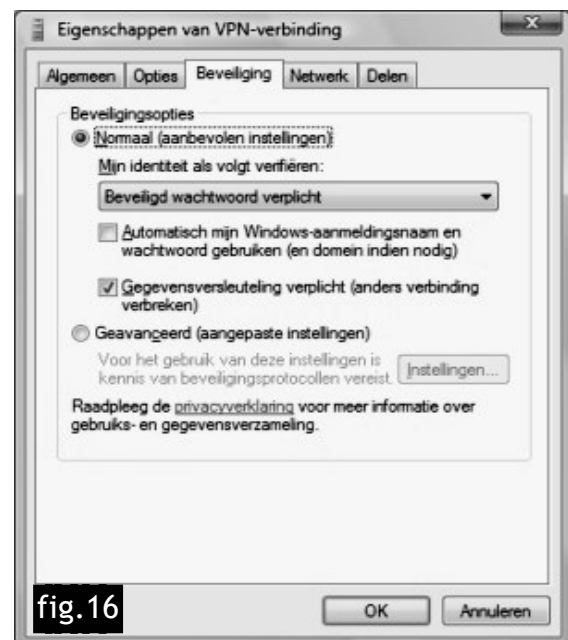 Eigenschappen van VPN-verbinding
Algemeen Opties Beveiliging Netwerk Delen
Beveiligingsopties
Normaal (aanbevolen instellingen)
Mijn identiteit als volgt verifiëren:
Beveiligd wachtwoord verplicht
Automatisch mijn Windows-aanmeldingsnaam en
wachtwoord gebruiken (en domein indien nodig)
Gegevensversleuteling verplicht (anders verbinding
verbreken)
Geavanceerd (aangepaste instellingen)
Voor het gebruik van deze instellingen is
kennis van beveiligingsprotocollen vereist.
Instellingen...
Raadpleeg de privacyverklaring voor meer informatie over
gebruiks- en gegevensverzameling.
fig.16
OK Annuleren